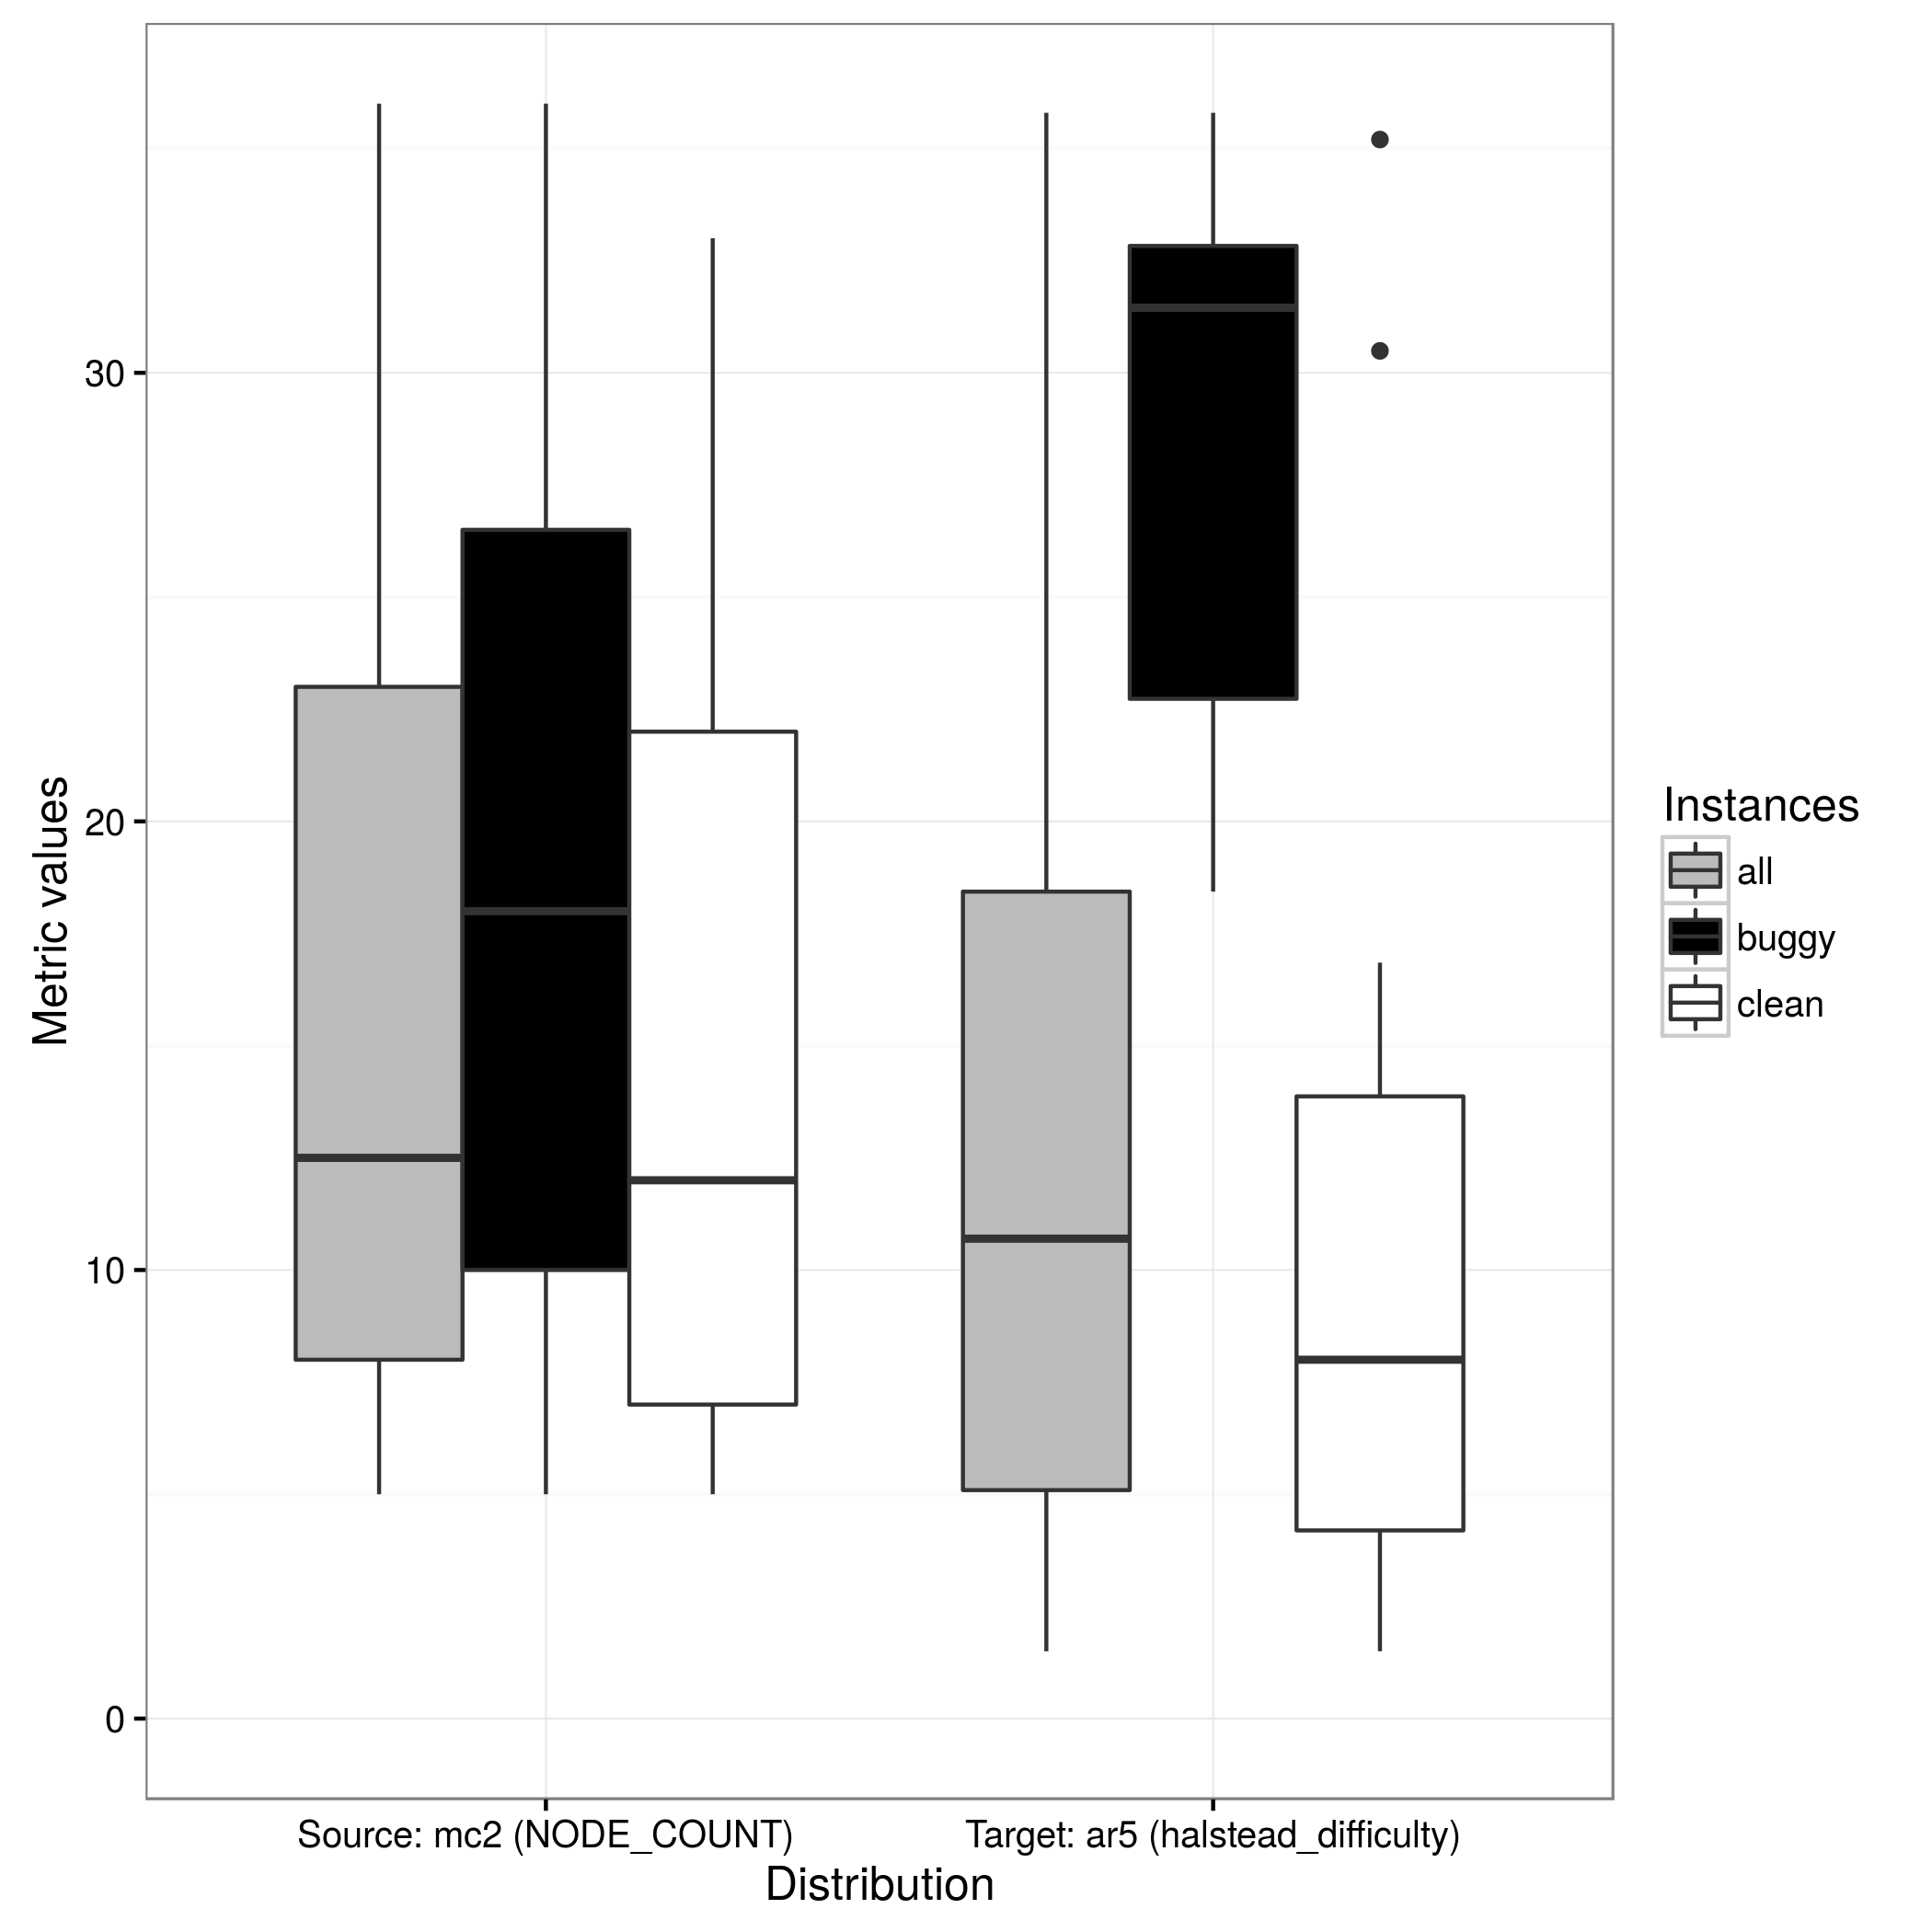 Metric values
30
20
10
0
Source: mc2 (NODE_COUNT)
Target: ar5 (halstead_difficulty)
Distribution
Instances
all
buggy
clean